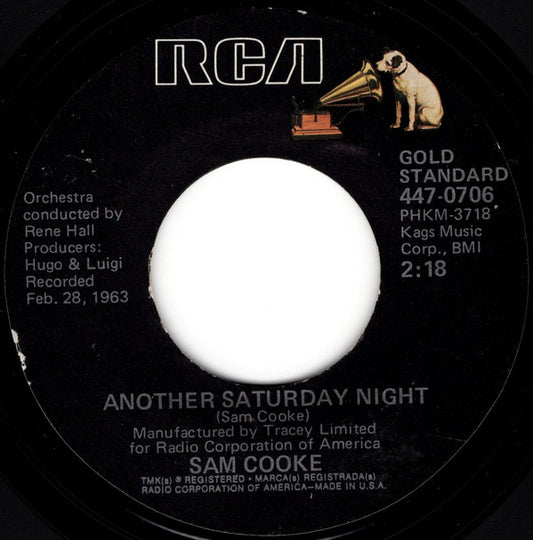 RCA
GOLD
STANDARD
447-0706
PHKM-3718
Kags Music
Corp., BMI
2:18
Orchestra
conducted by
Rene Hall
Producers:
Hugo & Luigi
Recorded
Feb. 28, 1963
ANOTHER SATURDAY NIGHT
(Sam Cooke)
Manufactured by Tracey Limited
for Radio Corporation of America
SAM COOKE
TMK(s) ® REGISTERED • MARCA(s) REGISTRADA(s)
RADIO CORPORATION OF AMERICA—MADE IN U.S.A.